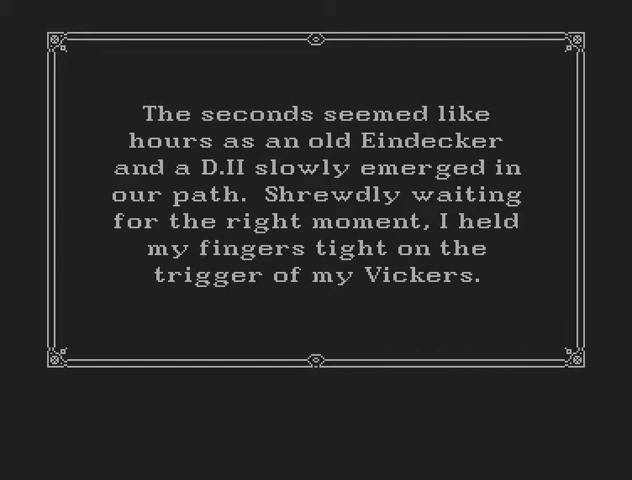 The seconds seemed like
hours as an old Eindecker
and a D.II slowly emerged in
our path.  Shrewdly waiting
for the right moment, I held
my fingers tight on the
trigger of my Vickers.